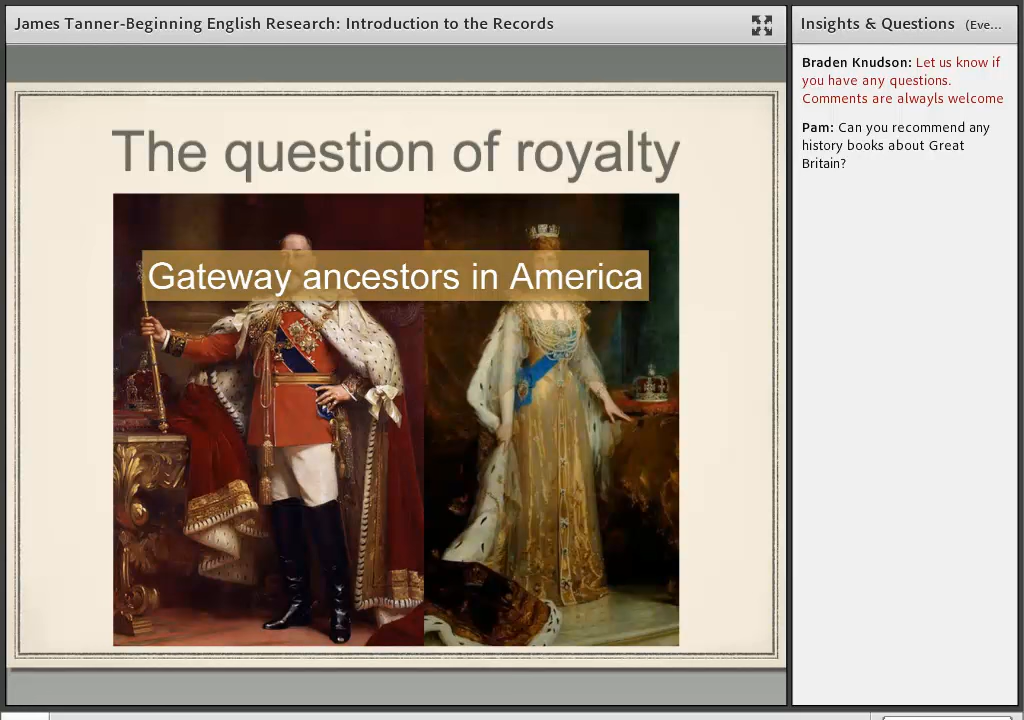 James Tanner-Beginning English Research: Introduction to the Records
The question of royalty
Gateway ancestors in America
Insights & Questions (Eve...
Braden Knudson: Let us know if
you have any questions.
Comments are alwayls welcome
Pam: Can you recommend any
history books about Great
Britain?